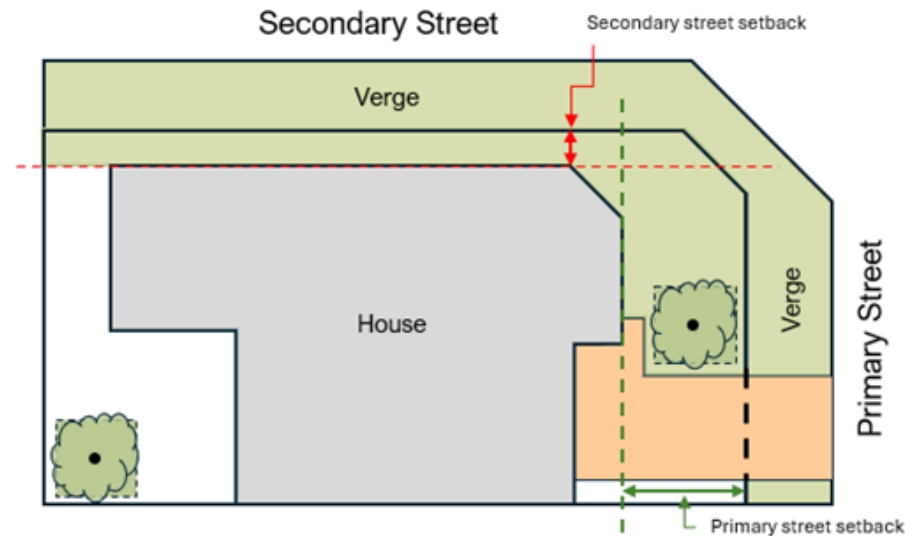 Secondary Street
Secondary street setback
Verge
House
Verge
Primary Street
Primary street setback